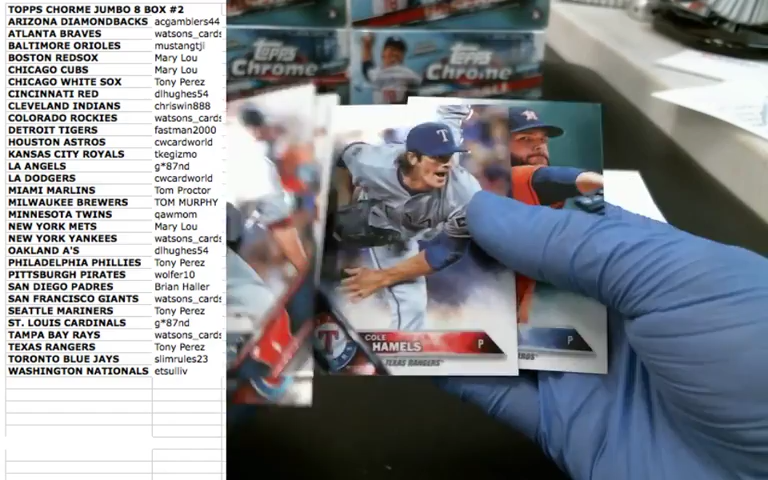 TOPPS CHORME JUMBO 8 BOX #2
ARIZONA DIAMONDBACKS acgamblers44
ATLANTA BRAVES watsons_cards
BALTIMORE ORIOLES mustangtji
BOSTON REDSOX Mary Lou
CHICAGO CUBS Mary Lou
CHICAGO WHITE SOX Tony Perez
CINCINNATI RED dlhughes54
CLEVELAND INDIANS chriswin888
COLORADO ROCKIES watsons_cards
DETROIT TIGERS fastman2000
HOUSTON ASTROS cwcardworld
KANSAS CITY ROYALS tkegizmo
LA ANGELS g*87nd
LA DODGERS cwcardworld
MIAMI MARLINS Tom Proctor
MILWAUKEE BREWERS TOM MURPHY
MINNESOTA TWINS qawmom
NEW YORK METS Mary Lou
NEW YORK YANKEES watsons_cards
OAKLAND A'S dlhughes54
PHILADELPHIA PHILLIES Tony Perez
PITTSBURGH PIRATES wolfer10
SAN DIEGO PADRES Brian Haller
SAN FRANCISCO GIANTS watsons_cards
SEATTLE MARINERS Tony Perez
ST. LOUIS CARDINALS g*87nd
TAMPA BAY RAYS watsons_cards
TEXAS RANGERS Tony Perez
TORONTO BLUE JAYS slimrules23
WASHINGTON NATIONALS etsulliv
TOPPS Chrome
TOPPS Chrome
T
COLE HAMELS P
TEXAS RANGERS
P